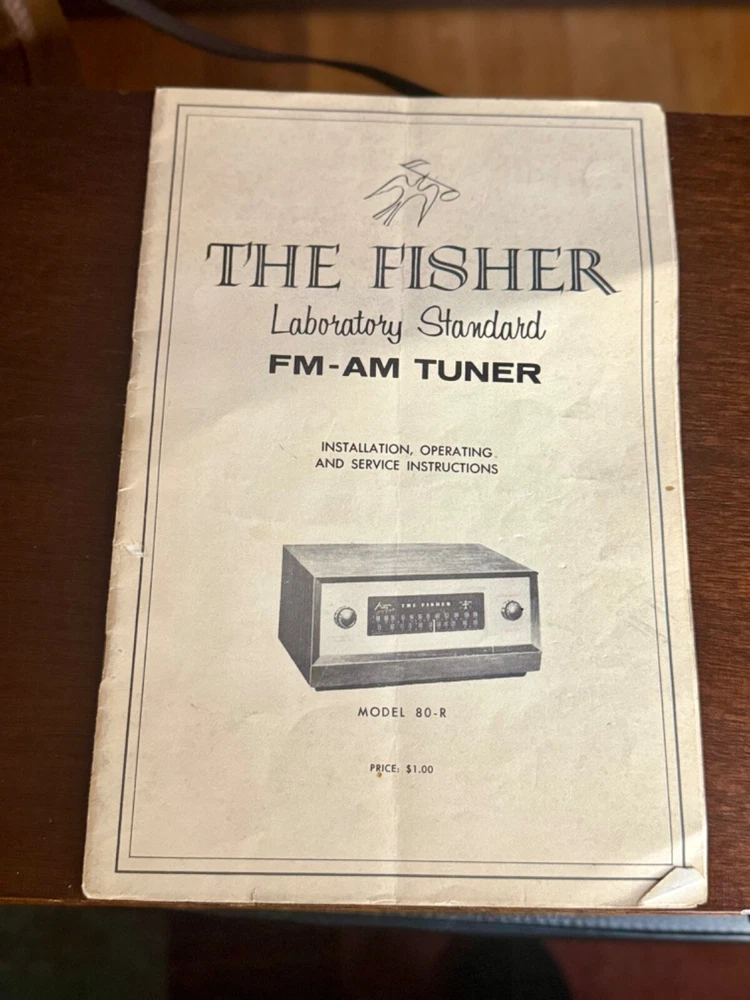 THE FISHER
Laboratory Standard
FM-AM TUNER
INSTALLATION, OPERATING
AND SERVICE INSTRUCTIONS
THE FISHER
MODEL 80-R
PRICE: $1.00